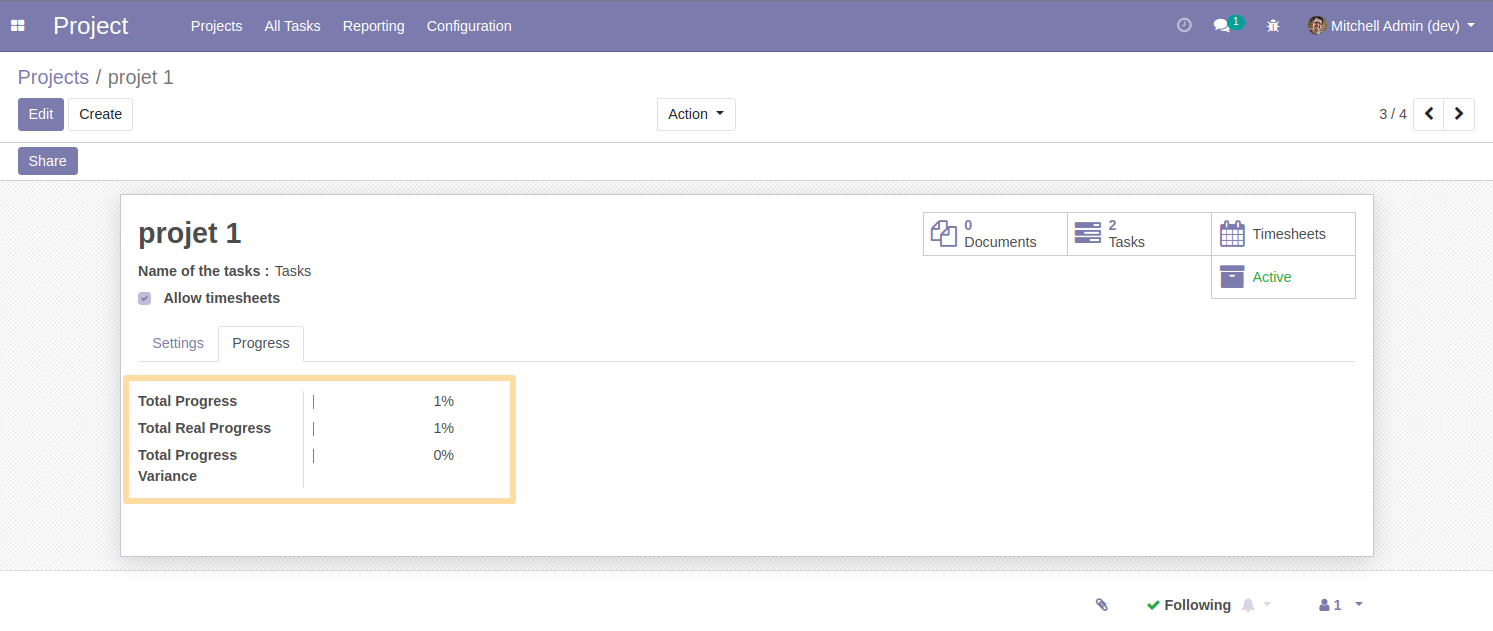 Project Projects All Tasks Reporting Configuration 1 Mitchell Admin (dev)
Projects / projet 1
Edit Create Action 3 / 4
Share
projet 1
0
Documents
2
Tasks
Timesheets
Active
Name of the tasks : Tasks
Allow timesheets
Settings Progress
Total Progress 1%
Total Real Progress 1%
Total Progress 0%
Variance
Following 1